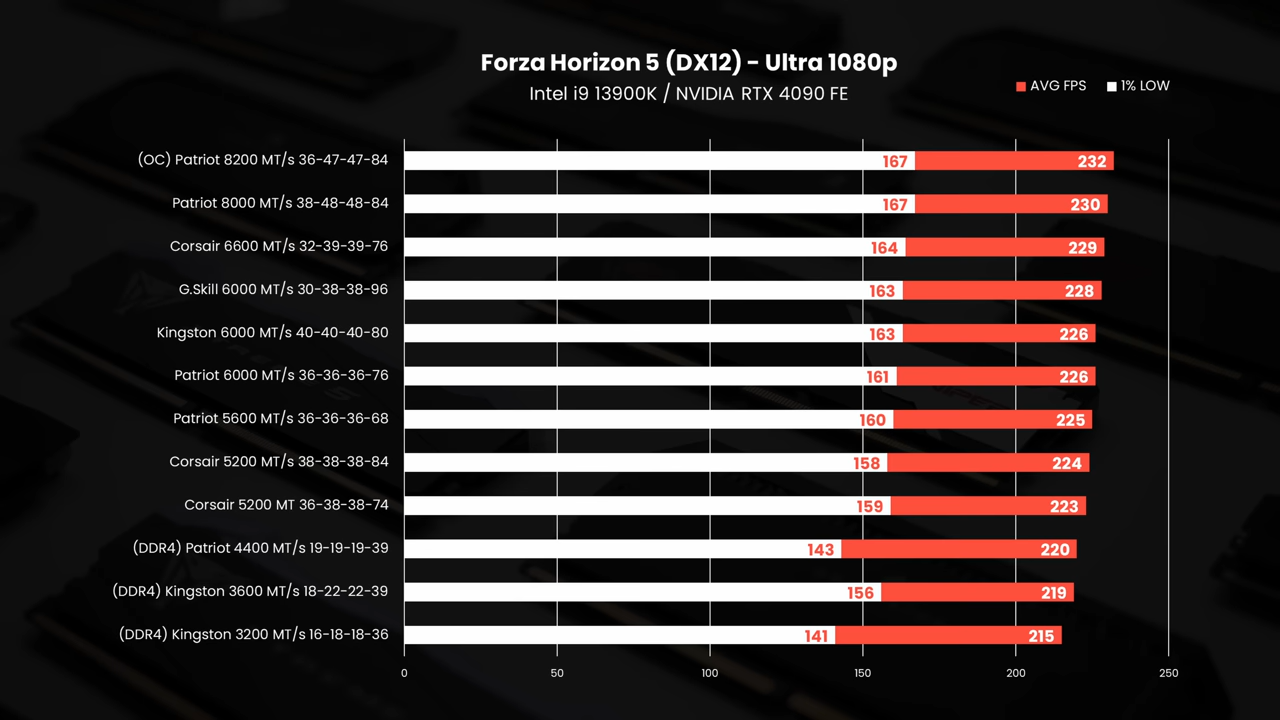 Forza Horizon 5 (DX12) - Ultra 1080p
Intel i9 13900K / NVIDIA RTX 4090 FE
AVG FPS 1% LOW
(OC) Patriot 8200 MT/s 36-47-47-84 167 232
Patriot 8000 MT/s 38-48-48-84 167 230
Corsair 6600 MT/s 32-39-39-76 164 229
G.Skill 6000 MT/s 30-38-38-96 163 228
Kingston 6000 MT/s 40-40-40-80 163 226
Patriot 6000 MT/s 36-36-36-76 161 226
Patriot 5600 MT/s 36-36-36-68 160 225
Corsair 5200 MT/s 38-38-38-84 158 224
Corsair 5200 MT 36-38-38-74 159 223
(DDR4) Patriot 4400 MT/s 19-19-19-39 143 220
(DDR4) Kingston 3600 MT/s 18-22-22-39 156 219
(DDR4) Kingston 3200 MT/s 16-18-18-36 141 215
0 50 100 150 200 250